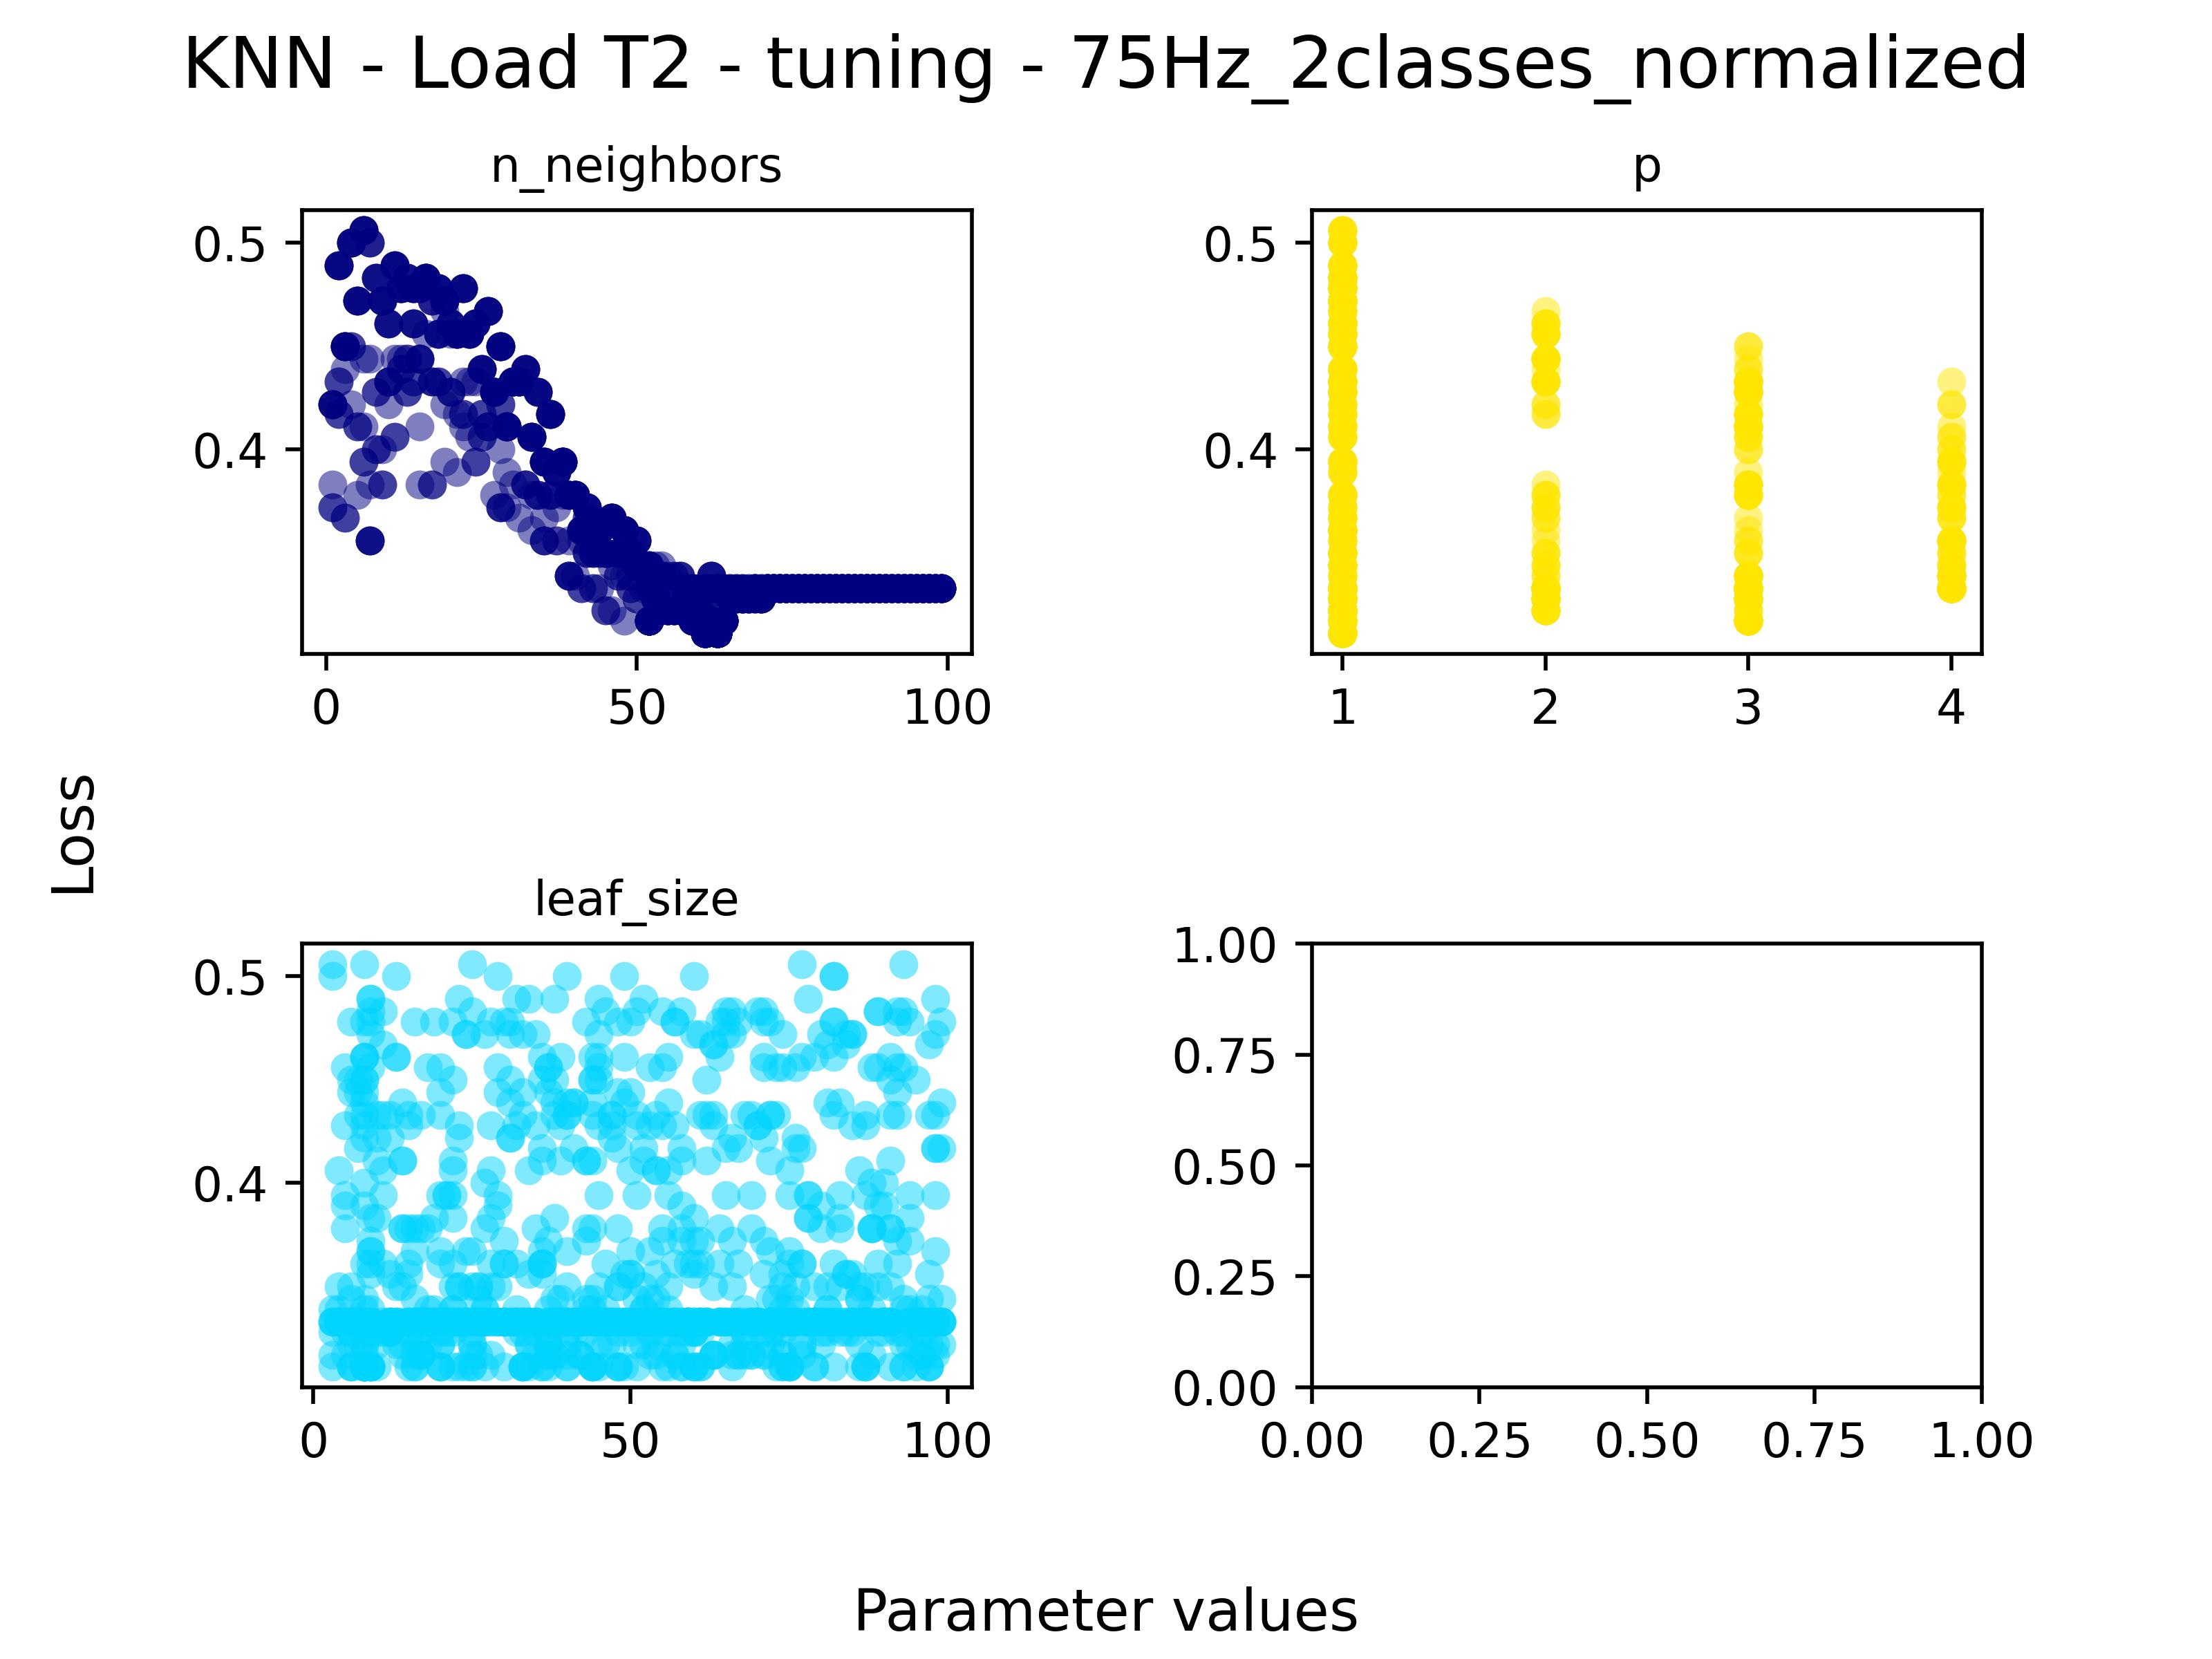 KNN - Load T2 - tuning - 75Hz_2classes_normalized
n_neighbors
0.5
0.4
0 50 100
p
0.5
0.4
1 2 3 4
Loss
leaf_size
0.5
0.4
0 50 100
1.00
0.75
0.50
0.25
0.00
0.00 0.25 0.50 0.75 1.00
Parameter values